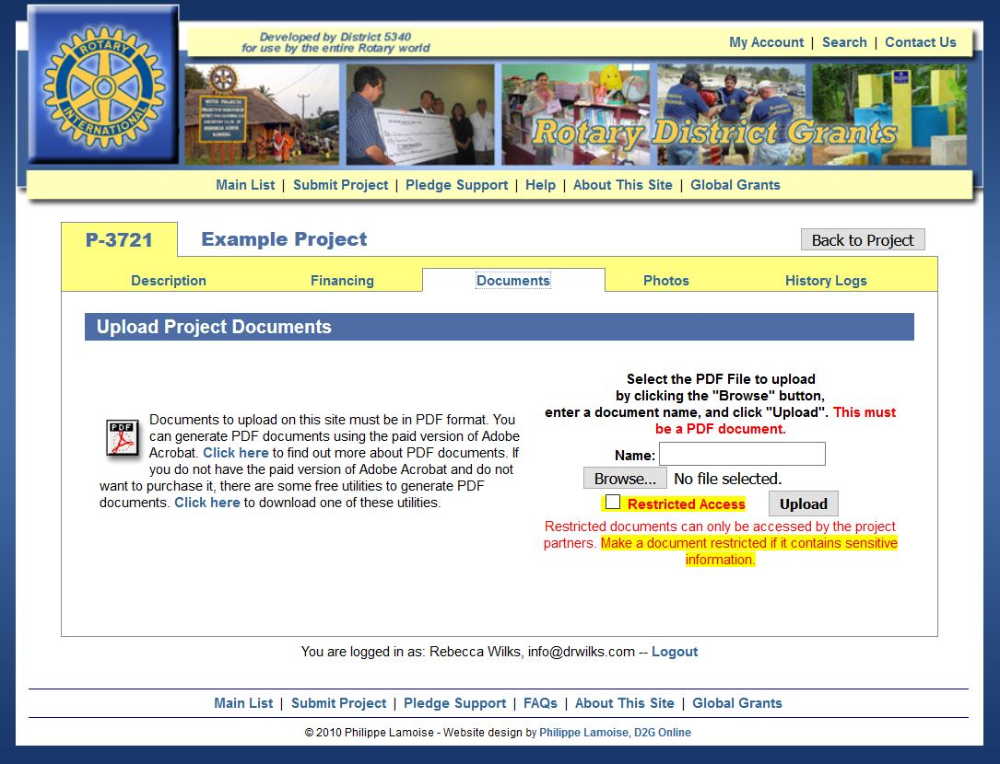 ROTARY
INTERNATIONAL
Developed by District 5340
for use by the entire Rotary world
My Account | Search | Contact Us
Rotary District Grants
Main List | Submit Project | Pledge Support | Help | About This Site | Global Grants
P-3721
Example Project
Back to Project
Description
Financing
Documents
Photos
History Logs
Upload Project Documents
PDF
Documents to upload on this site must be in PDF format. You
can generate PDF documents using the paid version of Adobe
Acrobat. Click here to find out more about PDF documents. If
you do not have the paid version of Adobe Acrobat and do not
want to purchase it, there are some free utilities to generate PDF
documents. Click here to download one of these utilities.
Select the PDF File to upload
by clicking the "Browse" button,
enter a document name, and click "Upload". This must
be a PDF document.
Name:
Browse... No file selected.
Restricted Access
Upload
Restricted documents can only be accessed by the project
partners. Make a document restricted if it contains sensitive
information.
You are logged in as: Rebecca Wilks, info@drwilks.com -- Logout
Main List | Submit Project | Pledge Support | FAQs | About This Site | Global Grants
© 2010 Philippe Lamoise - Website design by Philippe Lamoise, D2G Online